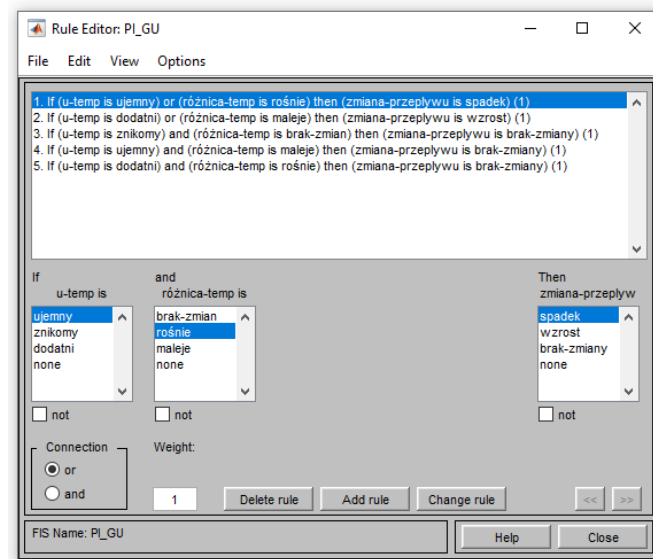 Rule Editor: PI_GU
File Edit View Options
1. If (u-temp is ujemny) or (różnica-temp is rośnie) then (zmiana-przeplywu is spadek) (1)
2. If (u-temp is dodatni) or (różnica-temp is maleje) then (zmiana-przeplywu is wzrost) (1)
3. If (u-temp is znikomy) and (różnica-temp is brak-zmian) then (zmiana-przeplywu is brak-zmiany) (1)
4. If (u-temp is ujemny) and (różnica-temp is maleje) then (zmiana-przeplywu is brak-zmiany) (1)
5. If (u-temp is dodatni) and (różnica-temp is rośnie) then (zmiana-przeplywu is brak-zmiany) (1)
If and Then
u-temp is różnica-temp is zmiana-przepływ
ujemny brak-zmian spadek
znikomy rośnie wzrost
dodatni maleje brak-zmiany
none none none
not not not
Connection Weight:
or
and 1 Delete rule Add rule Change rule << >>
FIS Name: PI_GU Help Close